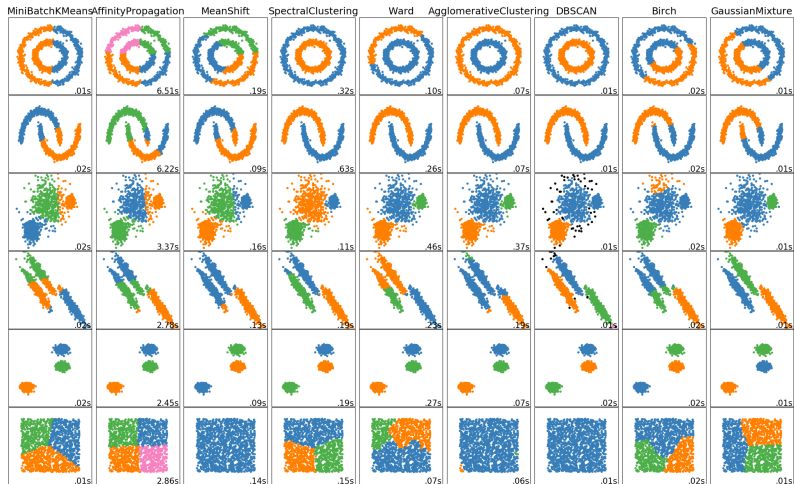 MiniBatchKMeans AffinityPropagation MeanShift SpectralClustering Ward AgglomerativeClustering DBSCAN Birch GaussianMixture
.01s 6.51s .19s .32s .10s .07s .01s .02s .01s
.02s 6.22s .09s .63s .26s .07s .01s .02s .01s
.02s 3.37s .16s .11s .46s .37s .01s .02s .01s
.02s 2.78s .13s .19s .23s .19s .01s .02s .01s
.02s 2.45s .09s .19s .27s .07s .02s .02s .01s
.01s 2.86s .14s .15s .07s .06s .01s .02s .01s